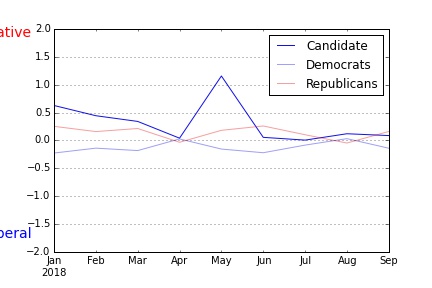 ative
2.0
1.5
1.0
0.5
0.0
−0.5
−1.0
−1.5
−2.0
beral
Candidate
Democrats
Republicans
Jan Feb Mar Apr May Jun Jul Aug Sep
2018